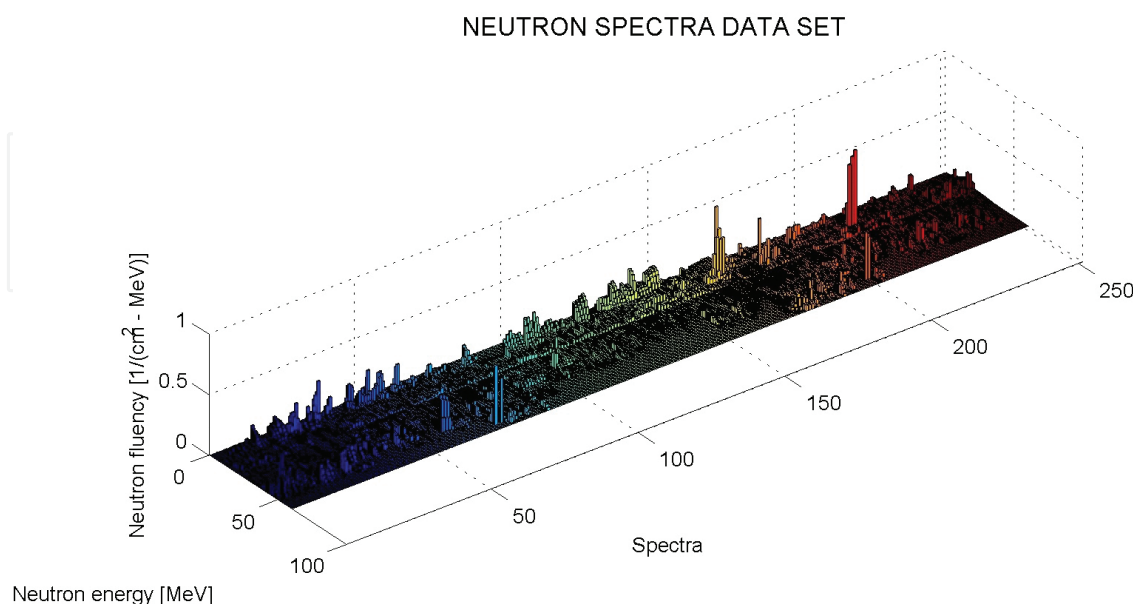 NEUTRON SPECTRA DATA SET
Neutron fluency [1/(cm2 - MeV)]
1
0.5
0
0
50
100
Neutron energy [MeV]
50
100
150
200
250
Spectra